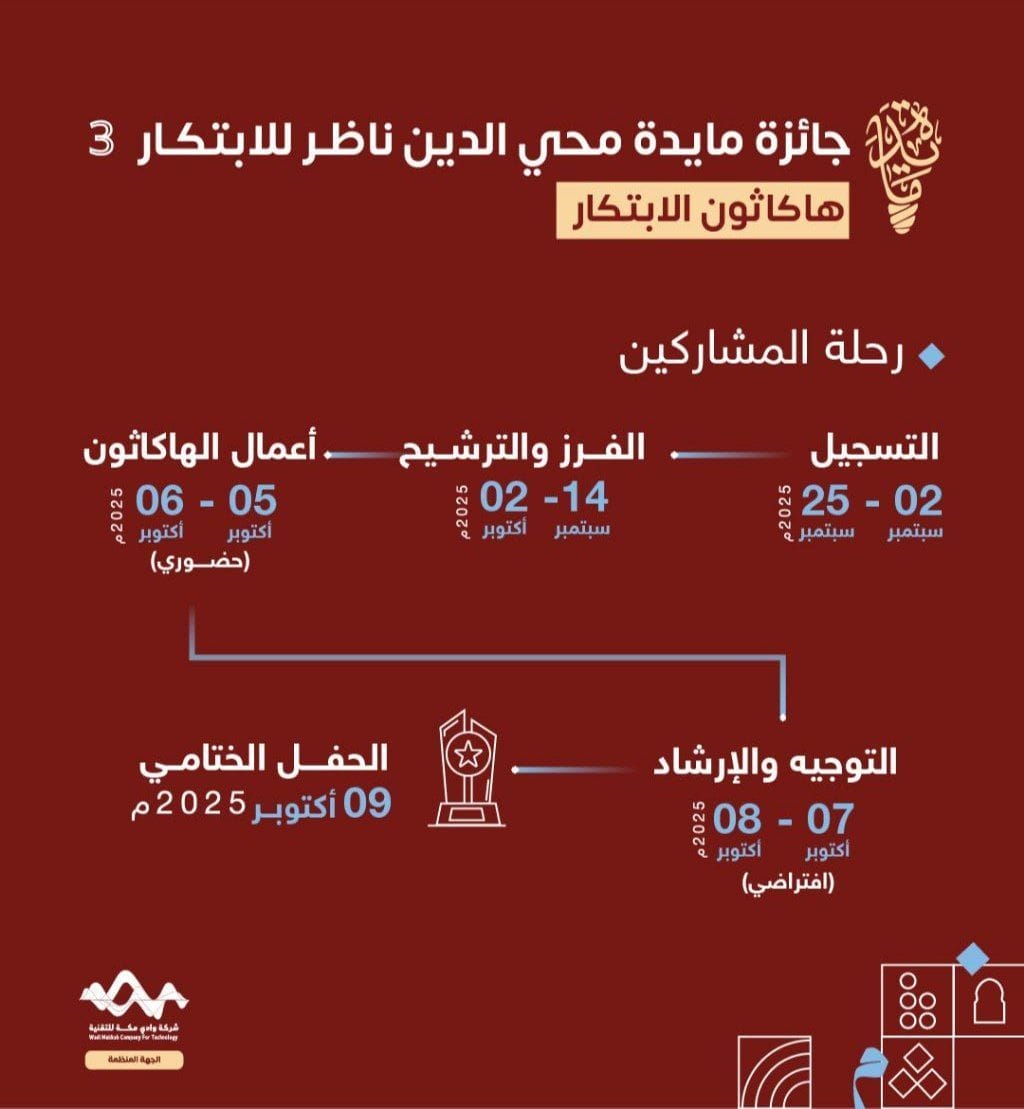 جائزة مايدة محي الدين ناظر للابتكار 3
هاكاثون الابتكار
مايدة
رحلة المشاركين
التسجيل
02 - 25
سبتمبر سبتمبر
2025م
الفرز والترشيح
14 - 02
سبتمبر أكتوبر
2025م
أعمال الهاكاثون
05 - 06
أكتوبر أكتوبر
2025م
(حضوري)
التوجيه والإرشاد
07 - 08
أكتوبر أكتوبر
2025م
(افتراضي)
الحفل الختامي
09 أكتوبر 2025م
شركة وادي مكة للتقنية
Wadi Makkah Company For Technology
الجهة المنظمة
م